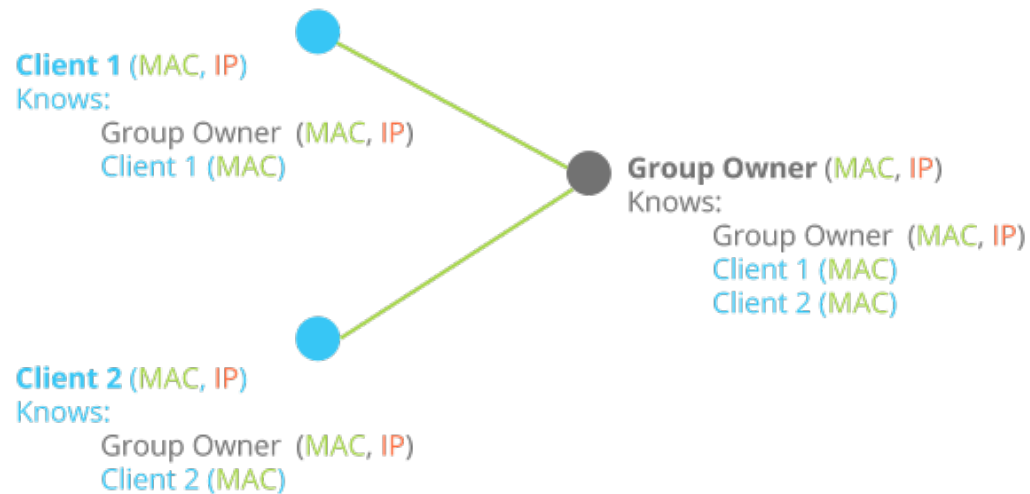 Client 1 (MAC, IP)
Knows:
Group Owner (MAC, IP)
Client 1 (MAC)
Group Owner (MAC, IP)
Knows:
Group Owner (MAC, IP)
Client 1 (MAC)
Client 2 (MAC)
Client 2 (MAC, IP)
Knows:
Group Owner (MAC, IP)
Client 2 (MAC)